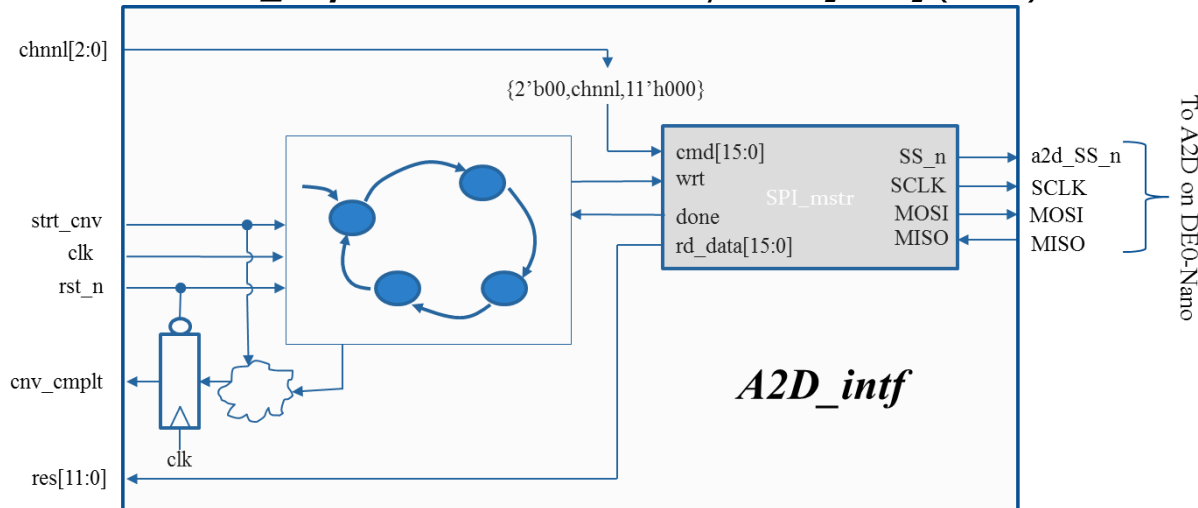 chnnl[2:0]
{2'b00,chnnl,11'h000}
cmd[15:0]
wrt
done
rd_data[15:0]
SPI_mstr
SS_n
SCLK
MOSI
MISO
a2d_SS_n
SCLK
MOSI
MISO
To A2D on DE0-Nano
strt_cnv
clk
rst_n
cnv_cmplt
clk
res[11:0]
A2D_intf